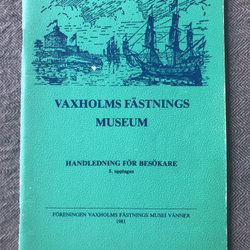 VAXHOLMS FÄSTNINGS
MUSEUM
HANDLEDNING FÖR BESÖKARE
5. upplagan
FÖRENINGEN VAXHOLMS FÄSTNINGS MUSEI VÄNNER
1981